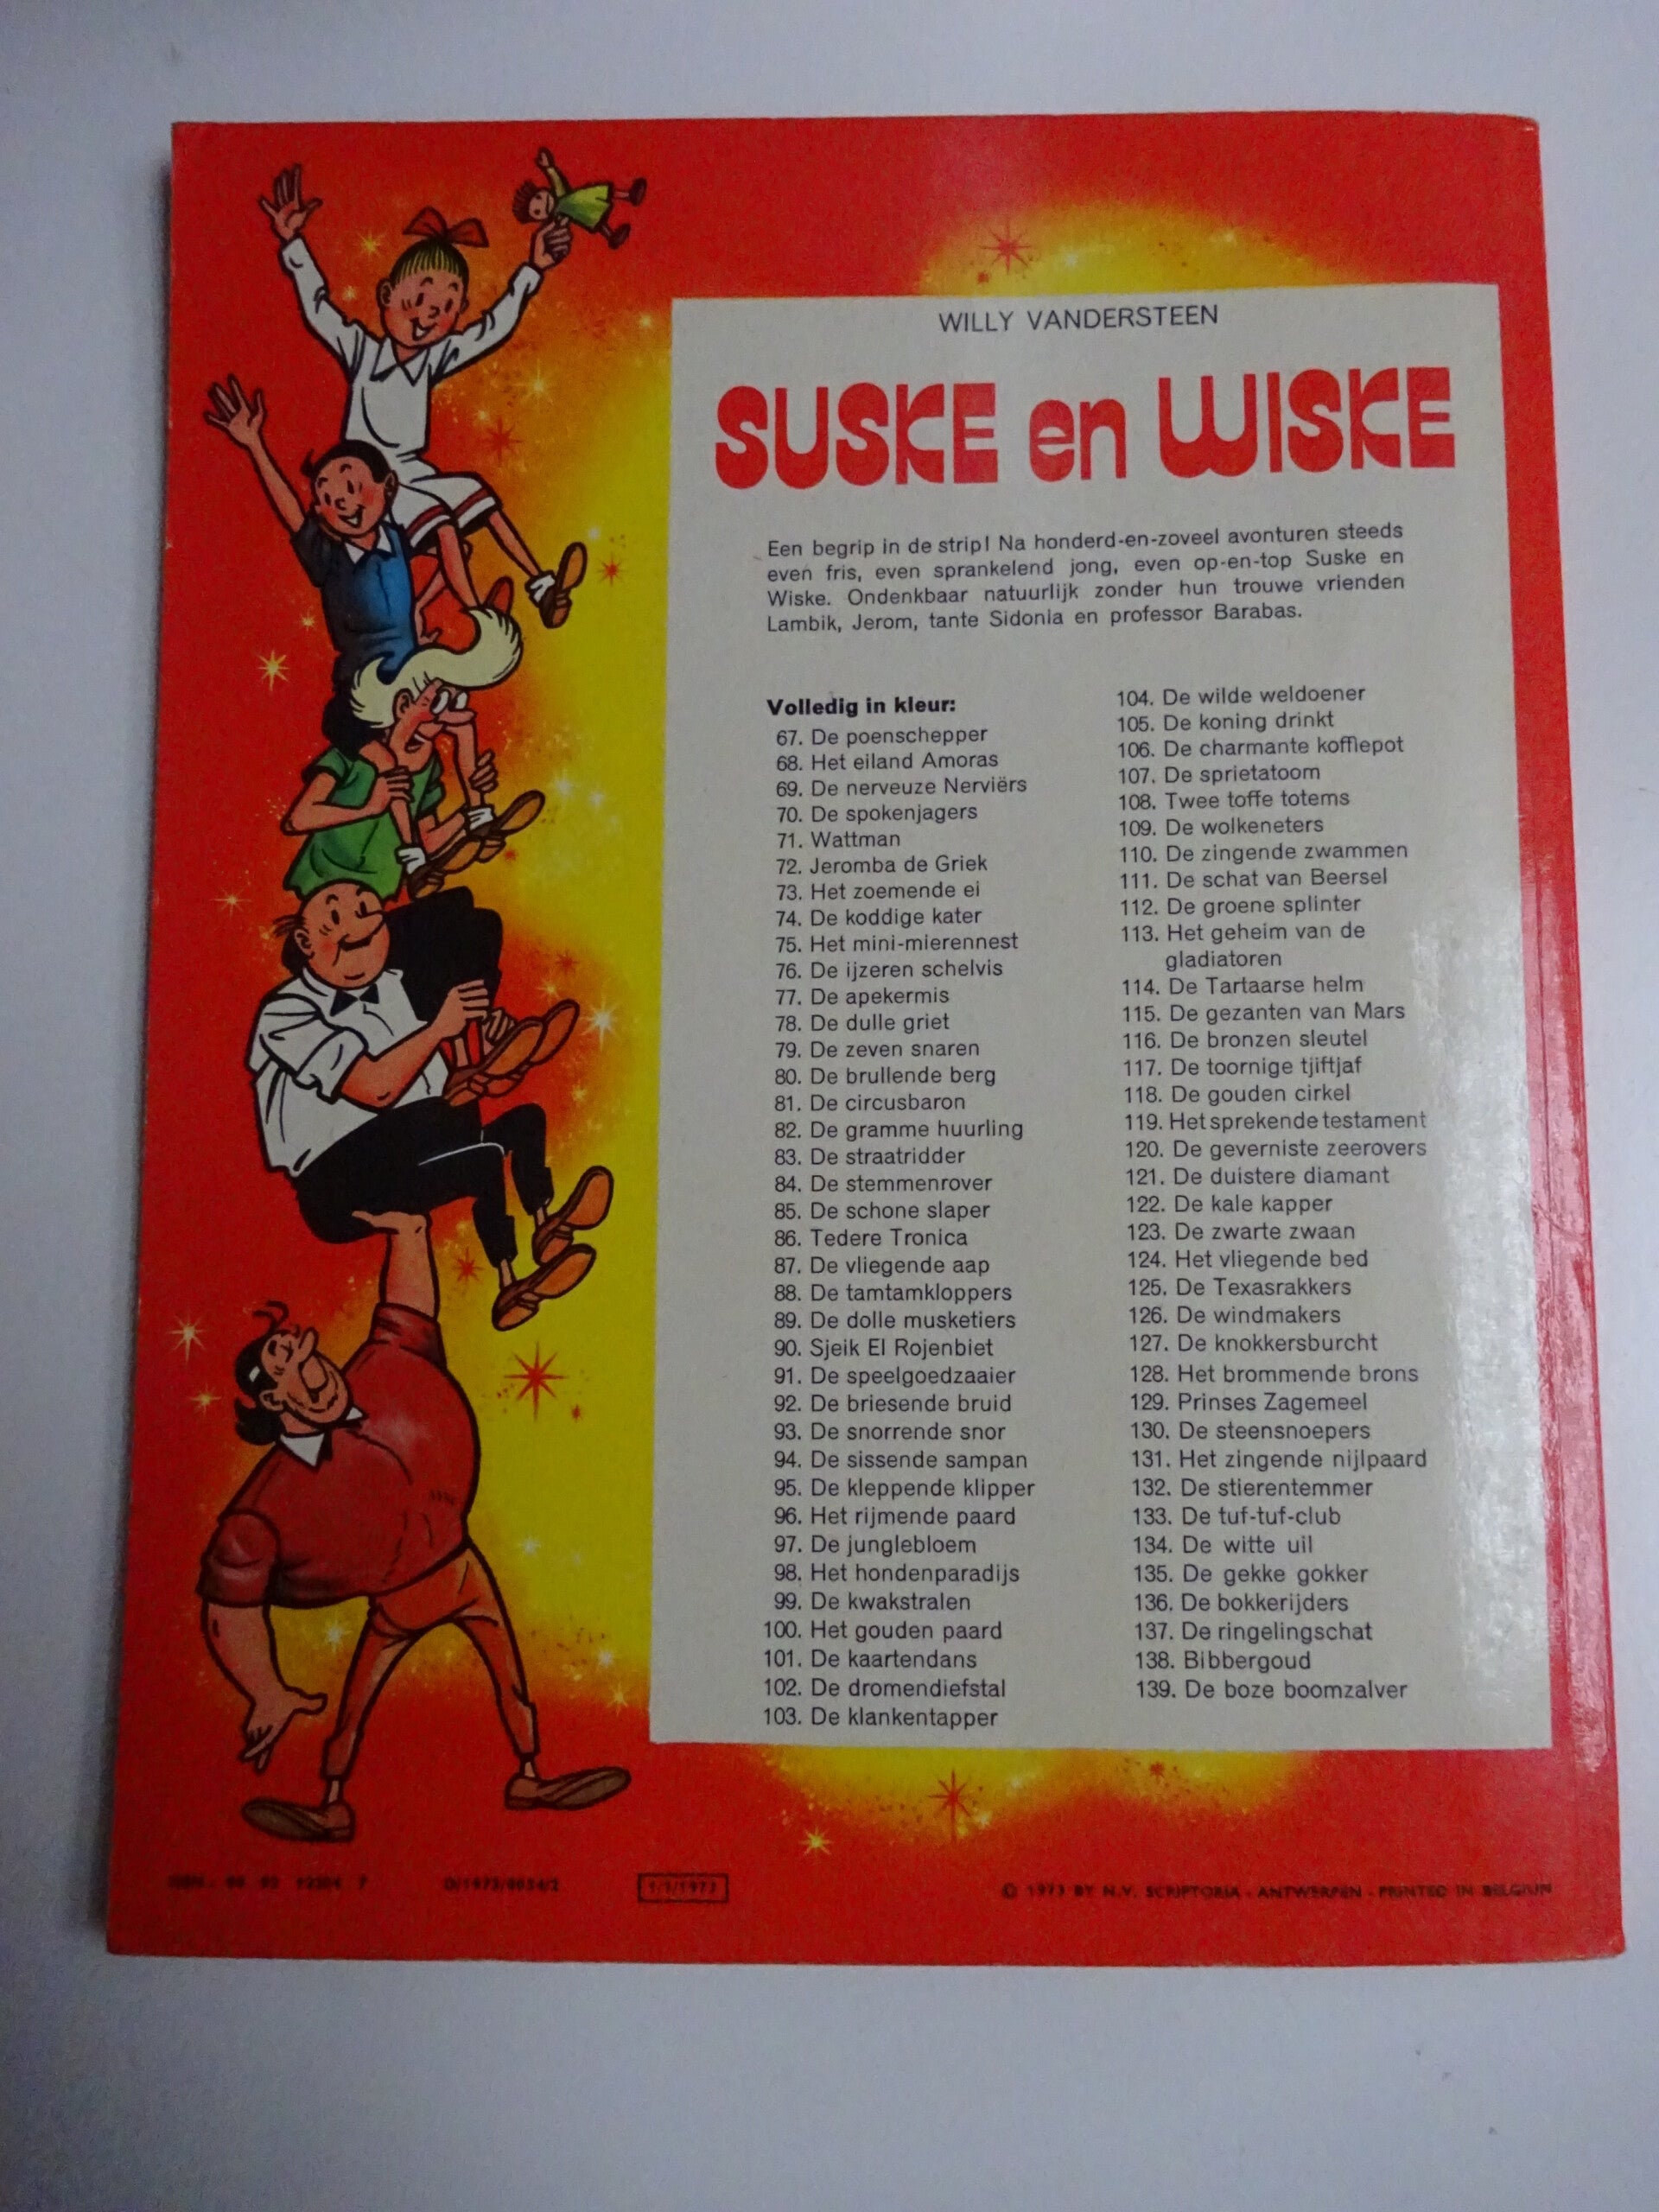 WILLY VANDERSTEEN
SUSKE en WISKE
Een begrip in de strip! Na honderd-en-zoveel avonturen steeds
even fris, even sprankelend jong, even op-en-top Suske en
Wiske. Ondenkbaar natuurlijk zonder hun trouwe vrienden
Lambik, Jerom, tante Sidonia en professor Barabas.
Volledig in kleur:
67. De poenschepper
68. Het eiland Amoras
69. De nerveuze Nerviërs
70. De spokenjagers
71. Wattman
72. Jeromba de Griek
73. Het zoemende ei
74. De koddige kater
75. Het mini-mierennest
76. De ijzeren schelvis
77. De apekermis
78. De dulle griet
79. De zeven snaren
80. De brullende berg
81. De circusbaron
82. De gramme huurling
83. De straatridder
84. De stemmenrover
85. De schone slaper
86. Tedere Tronica
87. De vliegende aap
88. De tamtamkloppers
89. De dolle musketiers
90. Sjeik El Rojenbiet
91. De speelgoedzaaier
92. De briesende bruid
93. De snorrende snor
94. De sissende sampan
95. De kleppende klipper
96. Het rijmende paard
97. De junglebloem
98. Het hondenparadijs
99. De kwakstralen
100. Het gouden paard
101. De kaartendans
102. De dromendiefstal
103. De klankentapper
104. De wilde weldoener
105. De koning drinkt
106. De charmante koffiepot
107. De sprietatoom
108. Twee toffe totems
109. De wolkeneters
110. De zingende zwammen
111. De schat van Beersel
112. De groene splinter
113. Het geheim van de
gladiatoren
114. De Tartaarse helm
115. De gezanten van Mars
116. De bronzen sleutel
117. De toornige tjiftjaf
118. De gouden cirkel
119. Het sprekende testament
120. De geverniste zeerovers
121. De duistere diamant
122. De kale kapper
123. De zwarte zwaan
124. Het vliegende bed
125. De Texasrakkers
126. De windmakers
127. De knokkersburcht
128. Het brommende brons
129. Prinses Zagemeel
130. De steensnoepers
131. Het zingende nijlpaard
132. De stierentemmer
133. De tuf-tuf-club
134. De witte uil
135. De gekke gokker
136. De bokkerijders
137. De ringelingschat
138. Bibbergoud
139. De boze boomzalver
© 1973 BY N.V. SCRIPTORIA - ANTWERPEN - PRINTED IN BELGIUM